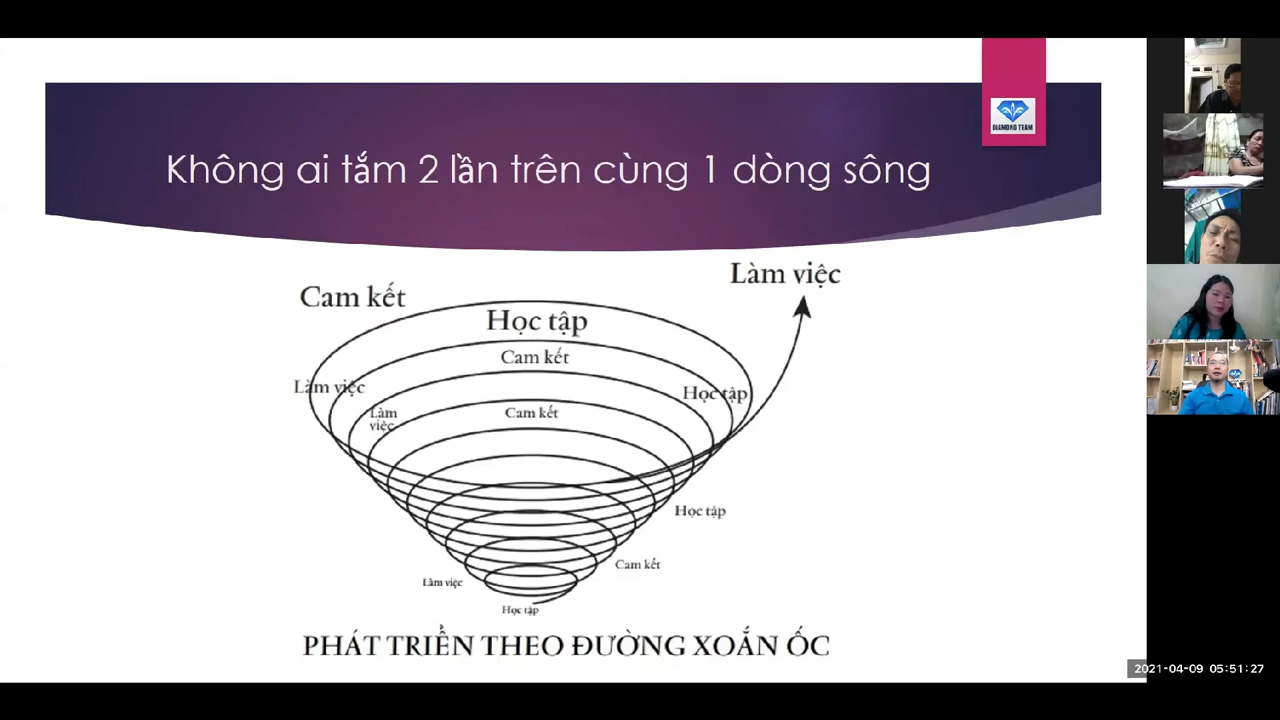 DIAMOND TEAM
Không ai tắm 2 lần trên cùng 1 dòng sông
Làm việc
Cam kết
Học tập
Cam kết
Làm việc
Học tập
Làm
việc
Cam kết
Học tập
Cam kết
Làm việc
Học tập
PHÁT TRIỂN THEO ĐƯỜNG XOẮN ỐC
2021-04-09 05:51:27